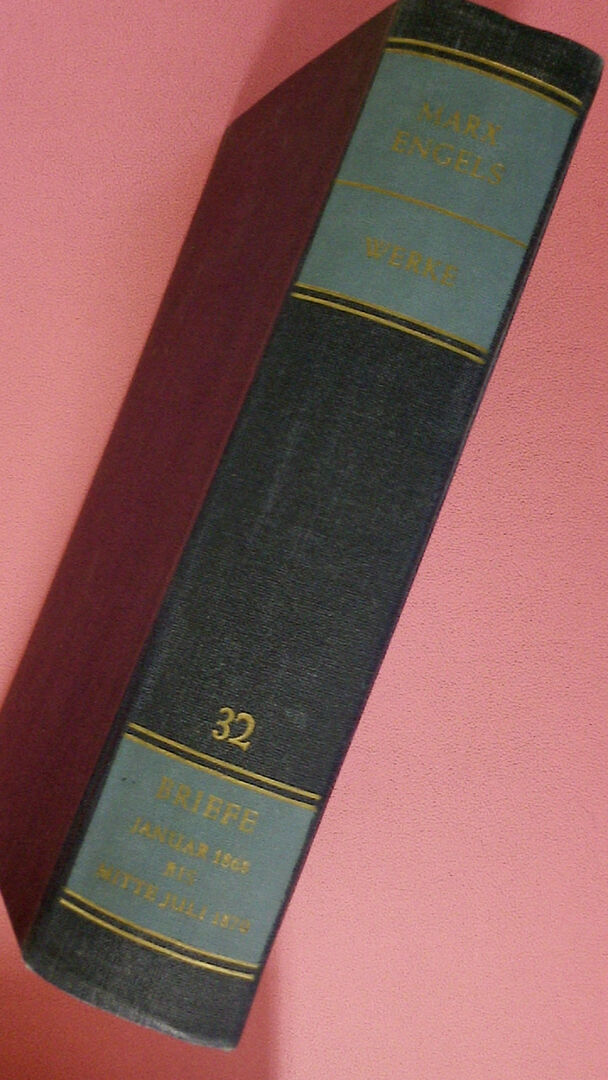 MARX
ENGELS
WERKE
32
BRIEFE
JANUAR 1868
BIS
MITTE JULI 1870